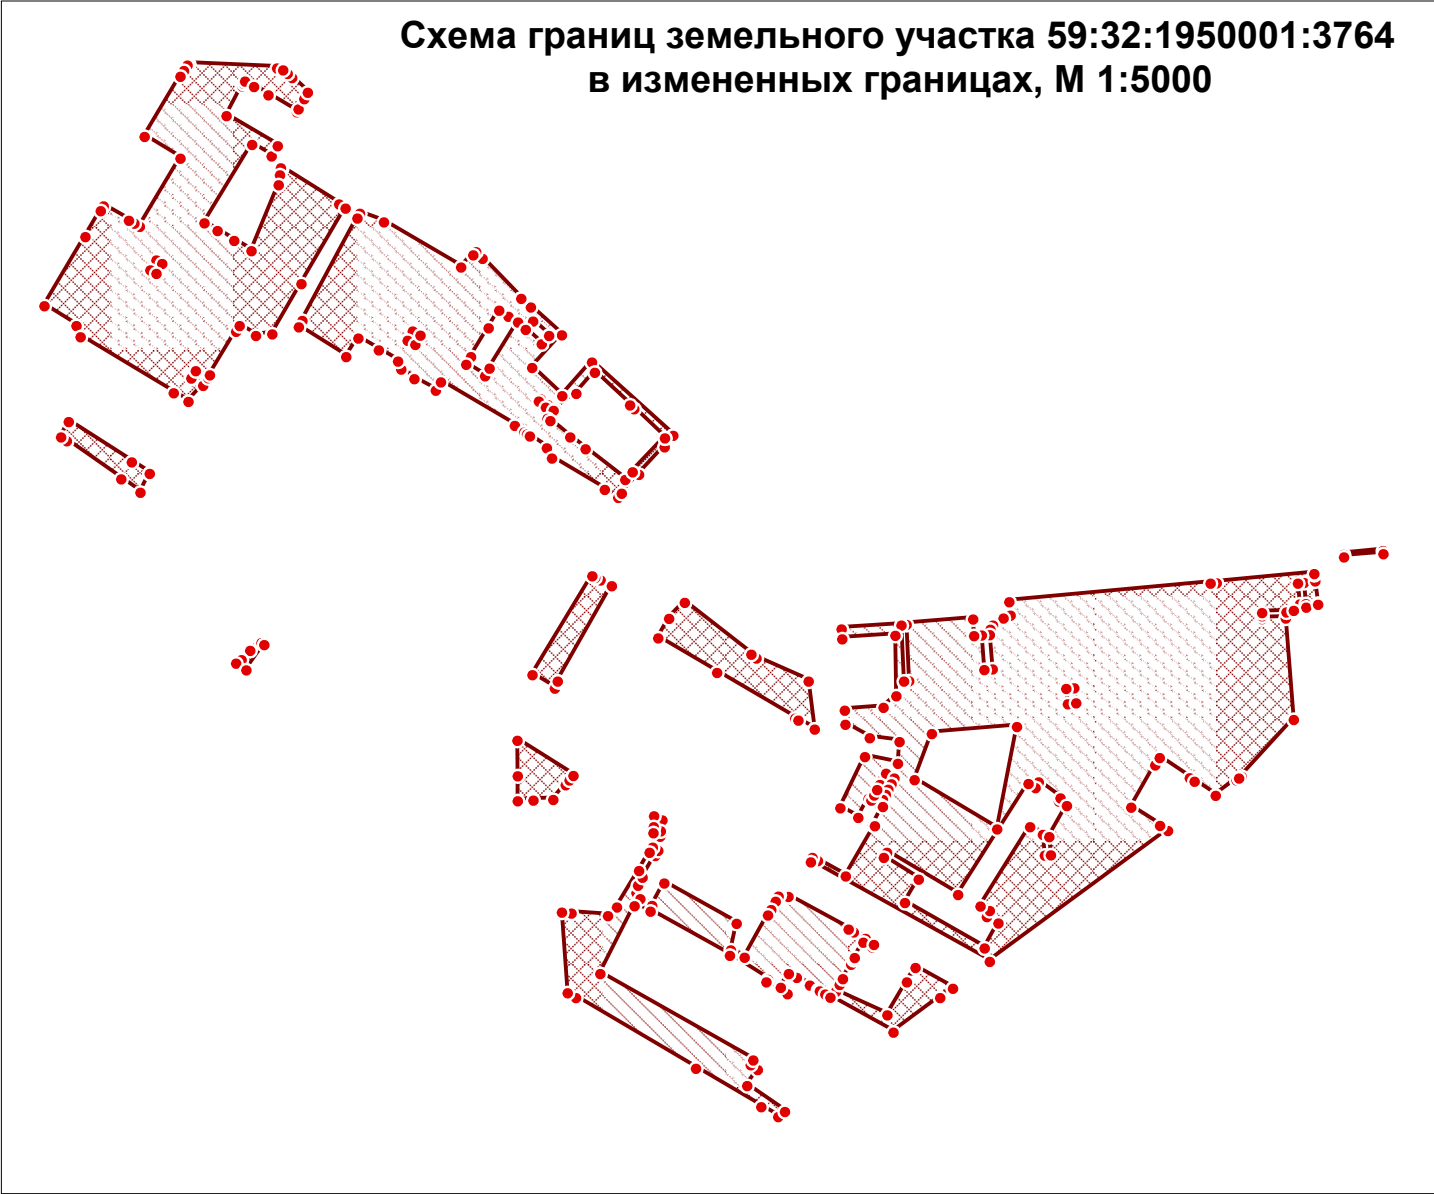 Схема границ земельного участка 59:32:1950001:3764
в измененных границах, М 1:5000